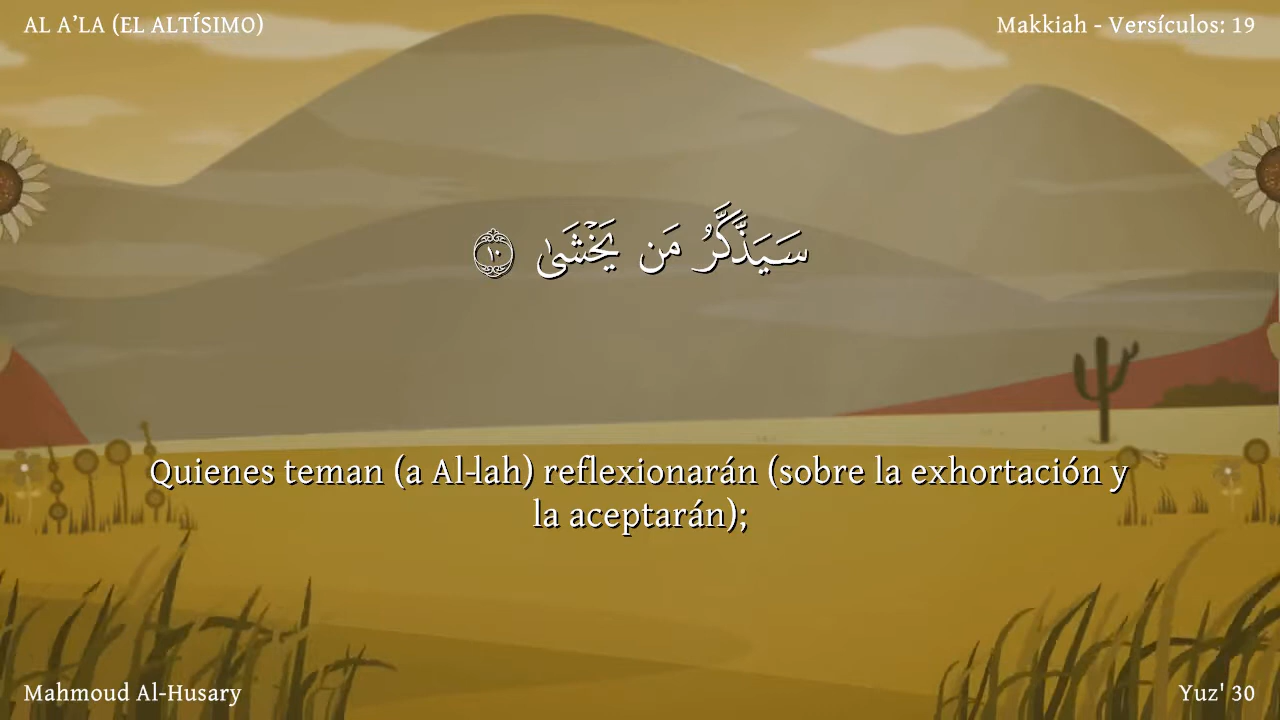 AL A’LA (EL ALTÍSIMO)
Makkiah - Versículos: 19
سَيَذَّكَّرُ مَن يَخْشَىٰ ١٠
Quienes teman (a Al-lah) reflexionarán (sobre la exhortación y
la aceptarán);
Mahmoud Al-Husary
Yuz' 30